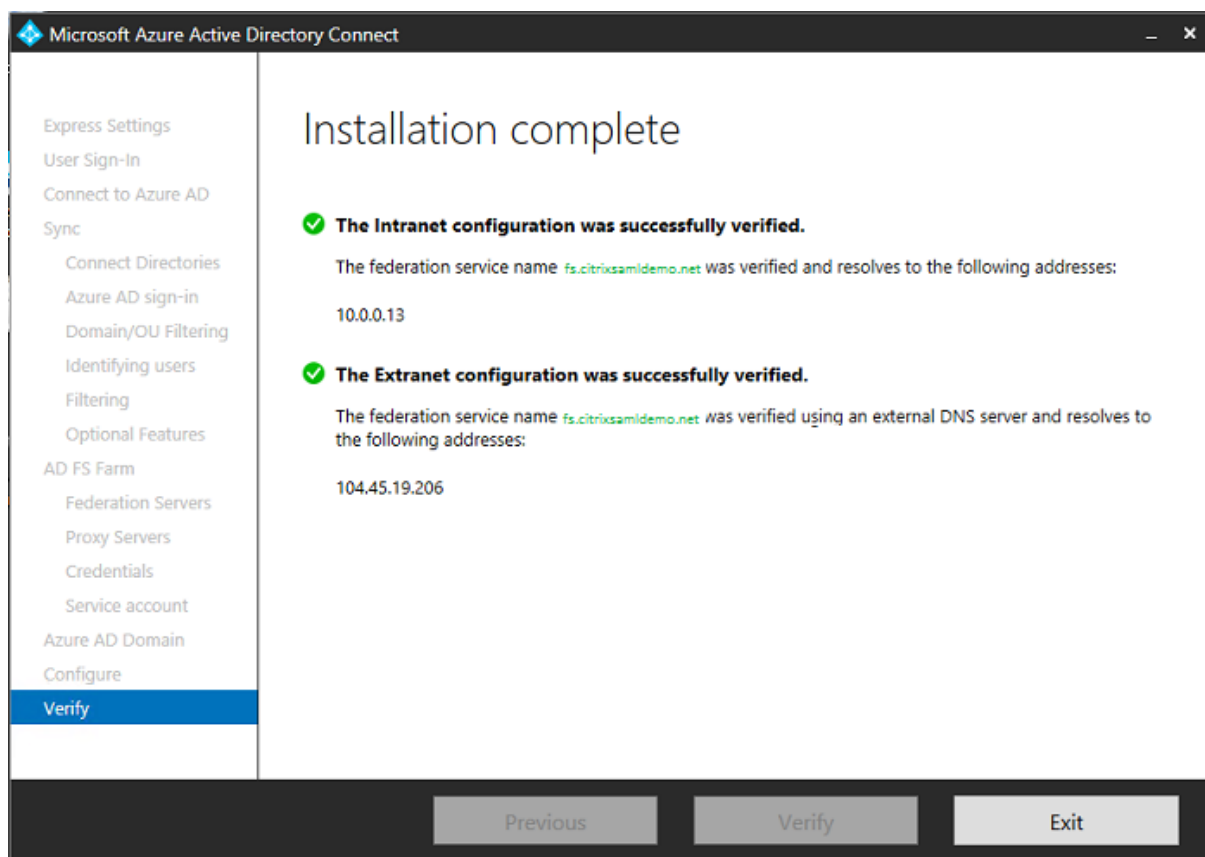 Microsoft Azure Active Directory Connect
Express Settings
User Sign-In
Connect to Azure AD
Sync
Connect Directories
Azure AD sign-in
Domain/OU Filtering
Identifying users
Filtering
Optional Features
AD FS Farm
Federation Servers
Proxy Servers
Credentials
Service account
Azure AD Domain
Configure
Verify
Installation complete
The Intranet configuration was successfully verified.
The federation service name fs.citrixsamldemo.net was verified and resolves to the following addresses:
10.0.0.13
The Extranet configuration was successfully verified.
The federation service name fs.citrixsamldemo.net was verified using an external DNS server and resolves to
the following addresses:
104.45.19.206
Previous
Verify
Exit